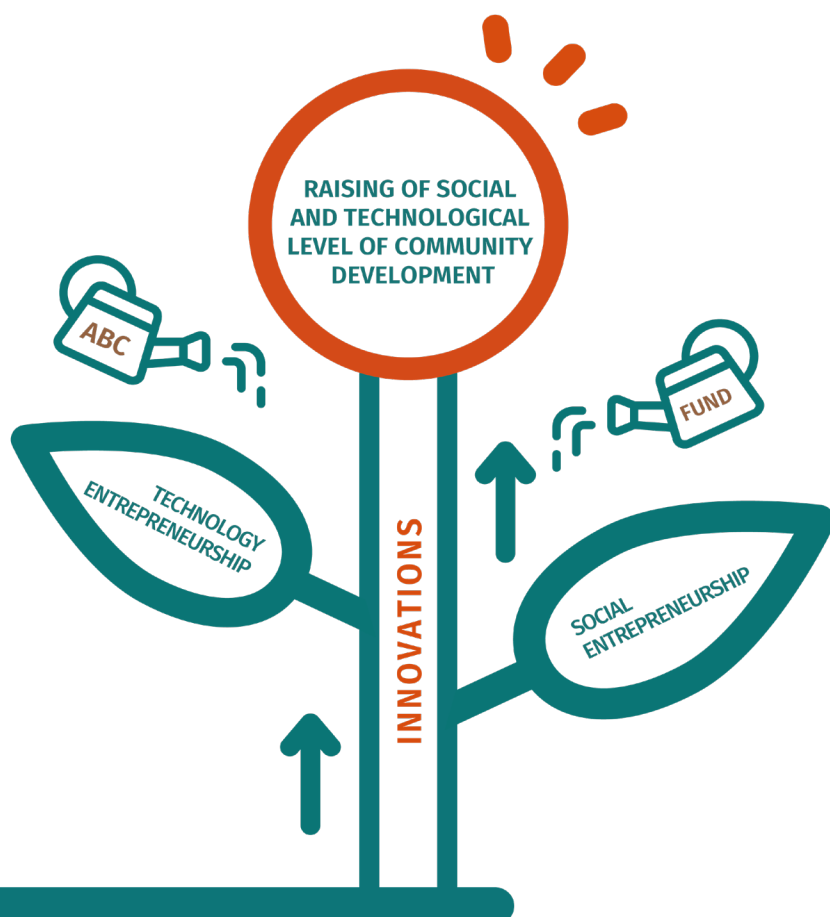 RAISING OF SOCIAL
AND TECHNOLOGICAL
LEVEL OF COMMUNITY
DEVELOPMENT
ABC
FUND
TECHNOLOGY
ENTREPRENEURSHIP
INNOVATIONS
SOCIAL
ENTREPRENEURSHIP